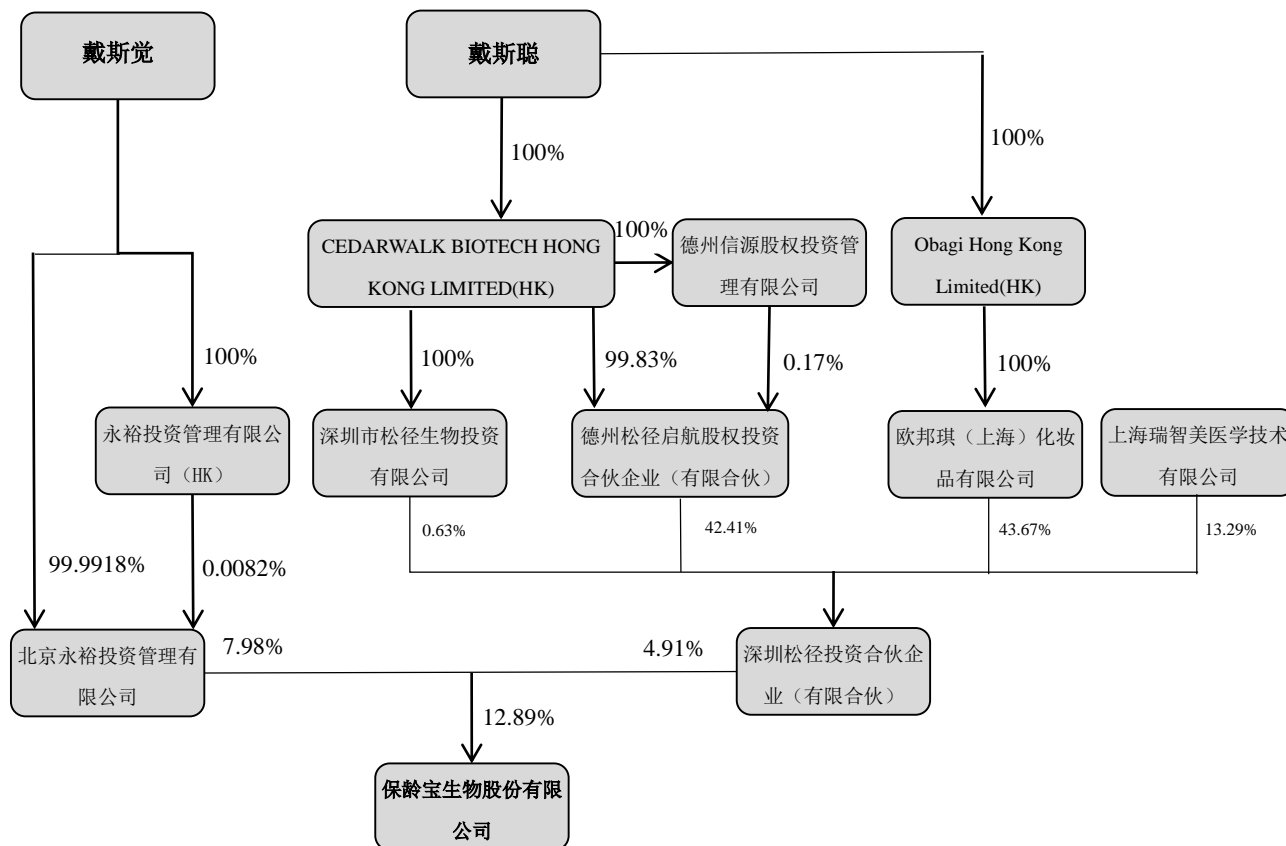 戴斯觉
戴斯聪
100%
100%
CEDARWALK BIOTECH HONG
KONG LIMITED(HK)
100%
德州信源股权投资管
理有限公司
Obagi Hong Kong
Limited(HK)
100%
100%
99.83%
0.17%
100%
永裕投资管理有限公
司（HK）
深圳市松径生物投资
有限公司
德州松径启航股权投资
合伙企业（有限合伙）
欧邦琪（上海）化妆
品有限公司
上海瑞智美医学技术
有限公司
0.63%
42.41%
43.67%
13.29%
99.9918%
0.0082%
北京永裕投资管理有
限公司
7.98%
4.91%
深圳松径投资合伙企
业（有限合伙）
12.89%
保龄宝生物股份有限
公司